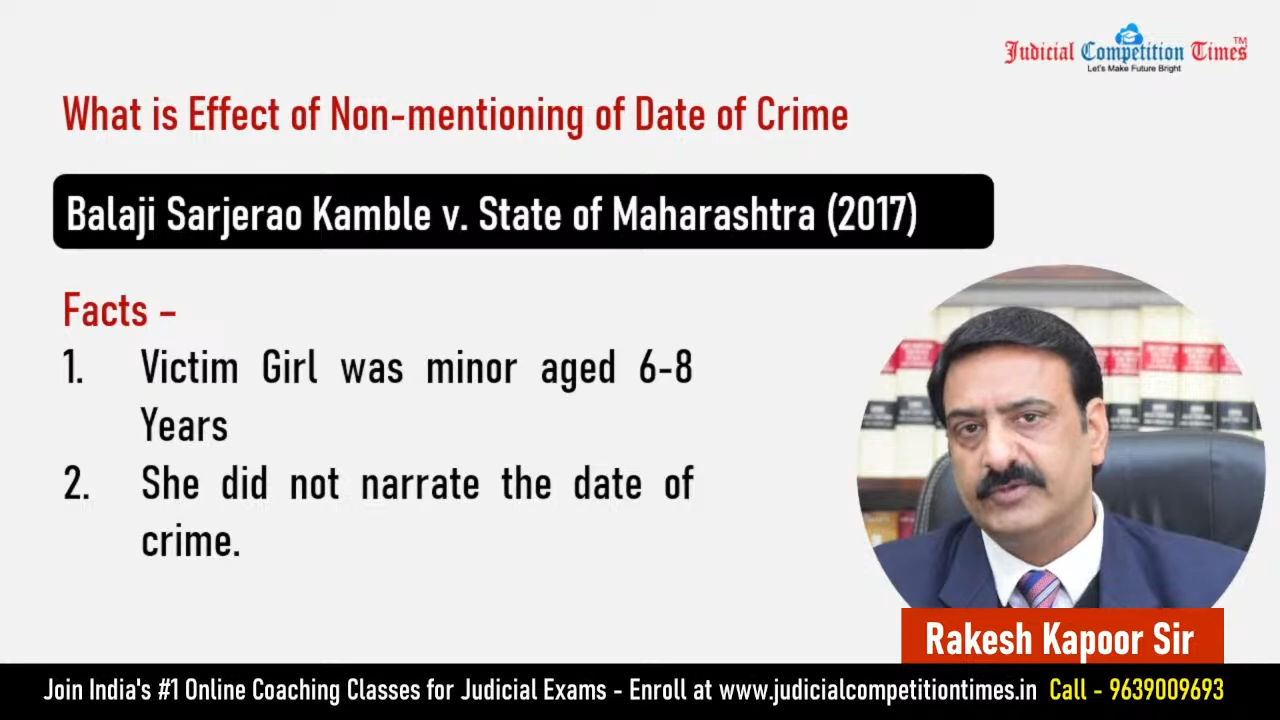 Judicial Competition Times™
Let's Make Future Bright
What is Effect of Non-mentioning of Date of Crime
Balaji Sarjerao Kamble v. State of Maharashtra (2017)
Facts –
1. Victim Girl was minor aged 6-8
Years
2. She did not narrate the date of
crime.
Rakesh Kapoor Sir
Join India's #1 Online Coaching Classes for Judicial Exams - Enroll at www.judicialcompetitiontimes.in Call - 9639009693